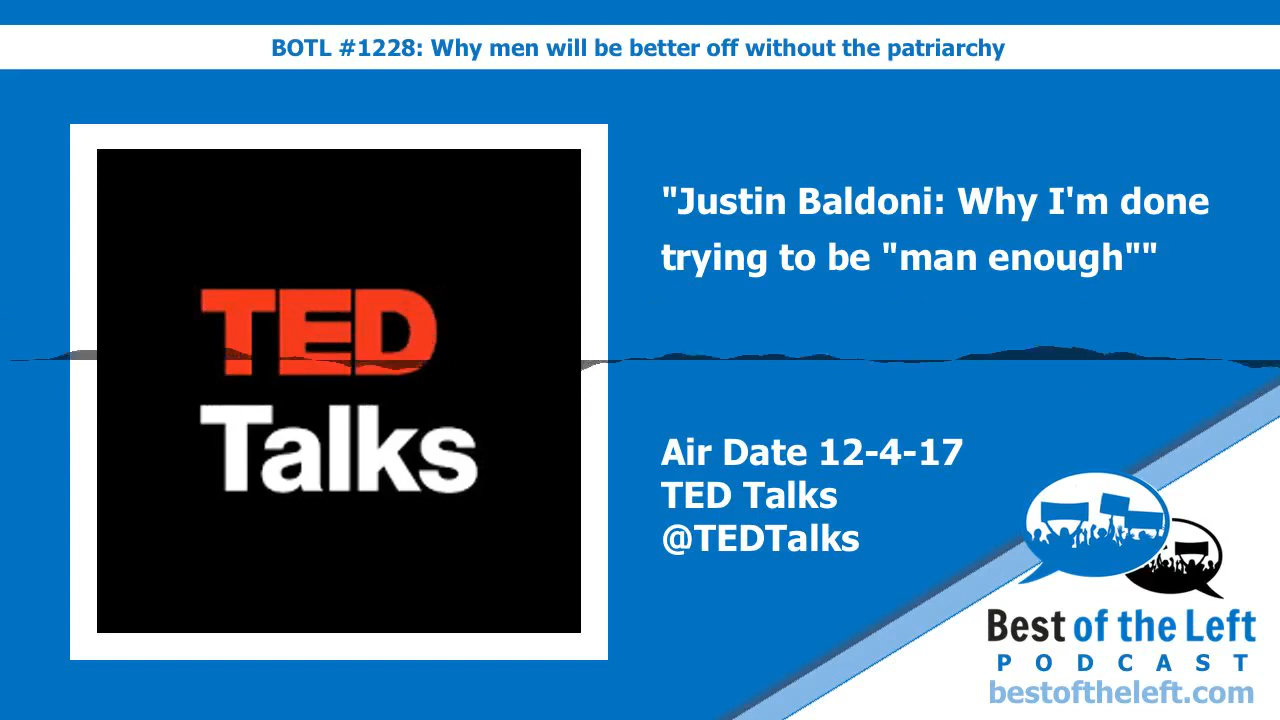 BOTL #1228: Why men will be better off without the patriarchy
TED
Talks
"Justin Baldoni: Why I'm done
trying to be "man enough""
Air Date 12-4-17
TED Talks
@TEDTalks
Best of the Left
PODCAST
bestoftheleft.com